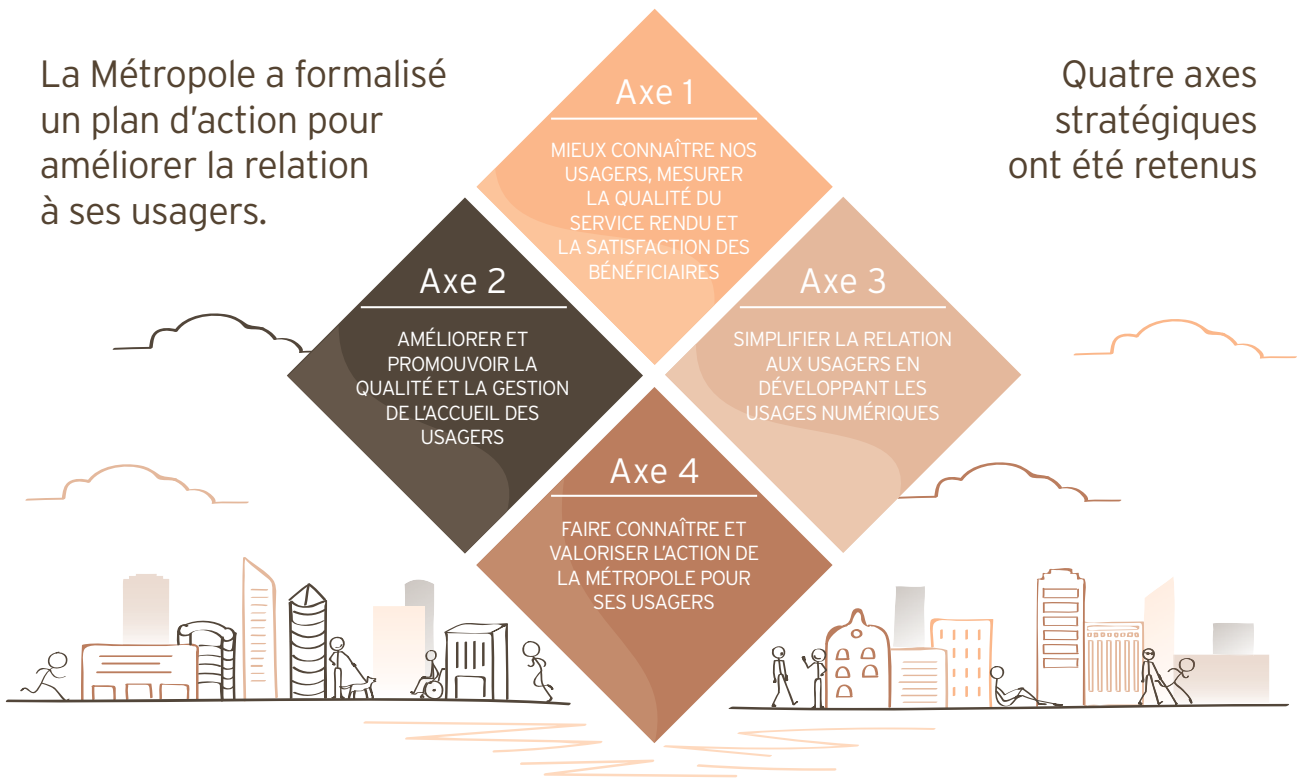 La Métropole a formalisé
un plan d'action pour
améliorer la relation
à ses usagers.
Quatre axes
stratégiques
ont été retenus
Axe 1
MIEUX CONNAÎTRE NOS
USAGERS, MESURER
LA QUALITÉ DU
SERVICE RENDU ET
LA SATISFACTION DES
BÉNÉFICIAIRES
Axe 2
AMÉLIORER ET
PROMOUVOIR LA
QUALITÉ ET LA GESTION
DE L'ACCUEIL DES
USAGERS
Axe 3
SIMPLIFIER LA RELATION
AUX USAGERS EN
DÉVELOPPANT LES
USAGES NUMÉRIQUES
Axe 4
FAIRE CONNAÎTRE ET
VALORISER L'ACTION DE
LA MÉTROPOLE POUR
SES USAGERS